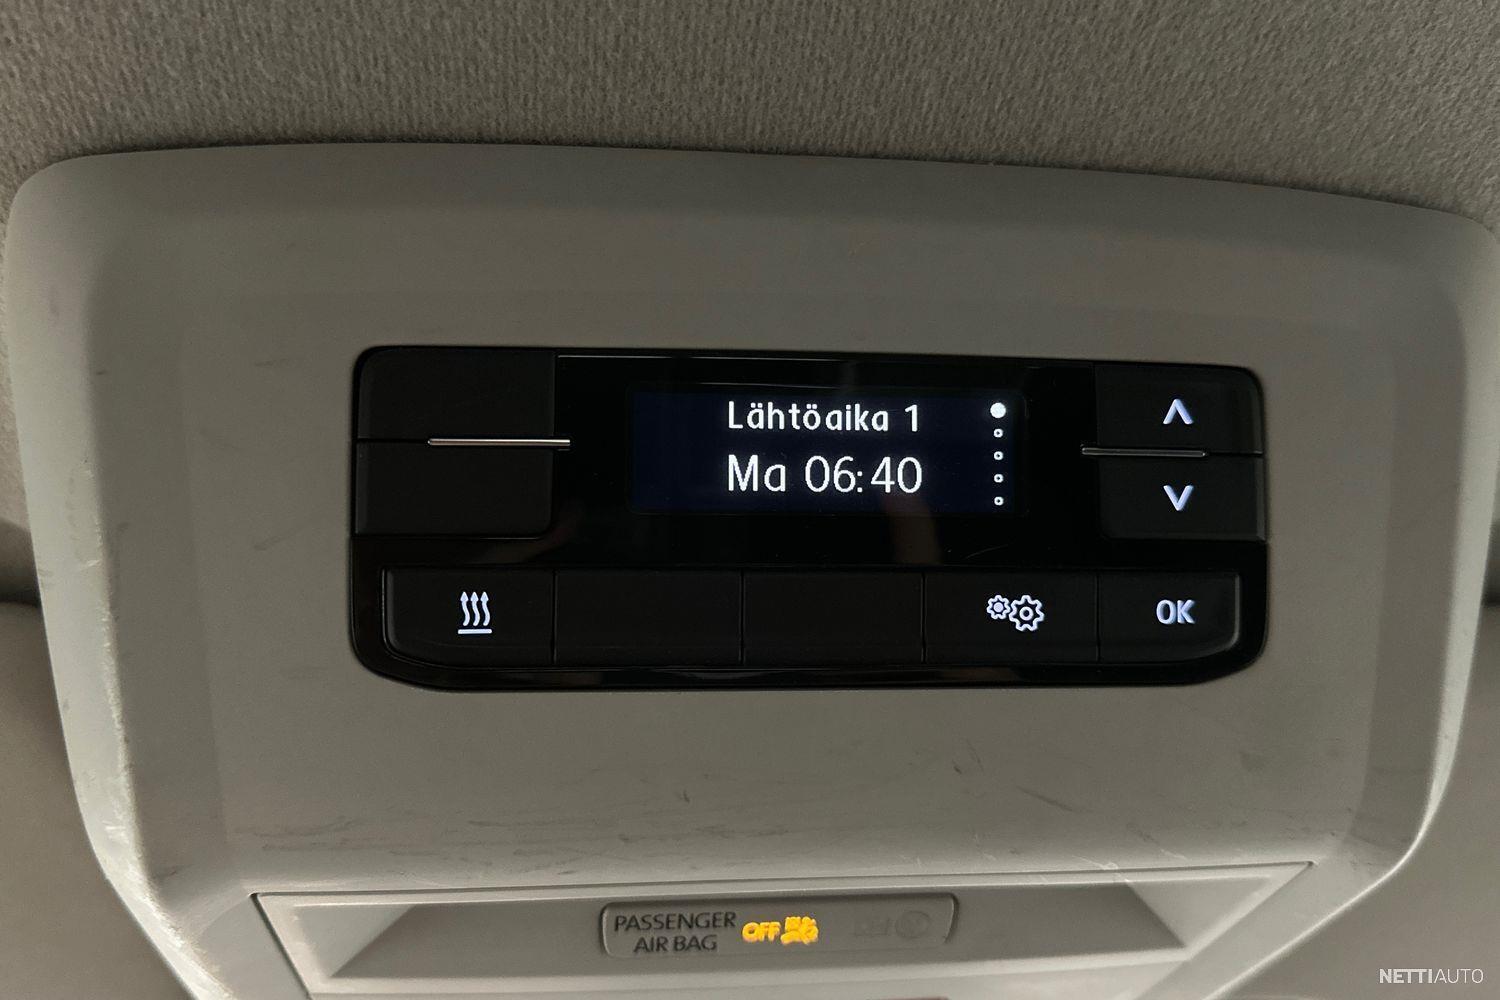 Lähtöaika 1
Ma 06:40
OK
PASSENGER
AIR BAG
OFF
NETTIAUTO